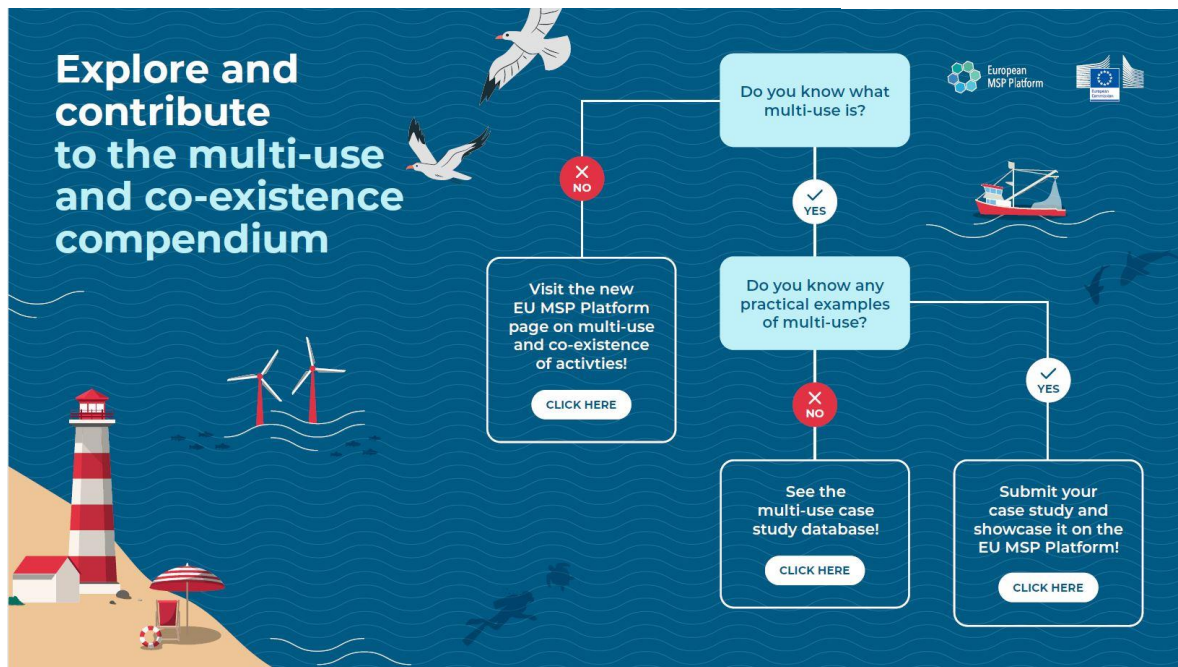 Explore and
contribute
to the multi-use
and co-existence
compendium
Do you know what
multi-use is?
European
MSP Platform
European
Commission
NO
YES
Visit the new
EU MSP Platform
page on multi-use
and co-existence
of activties!
CLICK HERE
Do you know any
practical examples
of multi-use?
NO
YES
See the
multi-use case
study database!
CLICK HERE
Submit your
case study and
showcase it on the
EU MSP Platform!
CLICK HERE